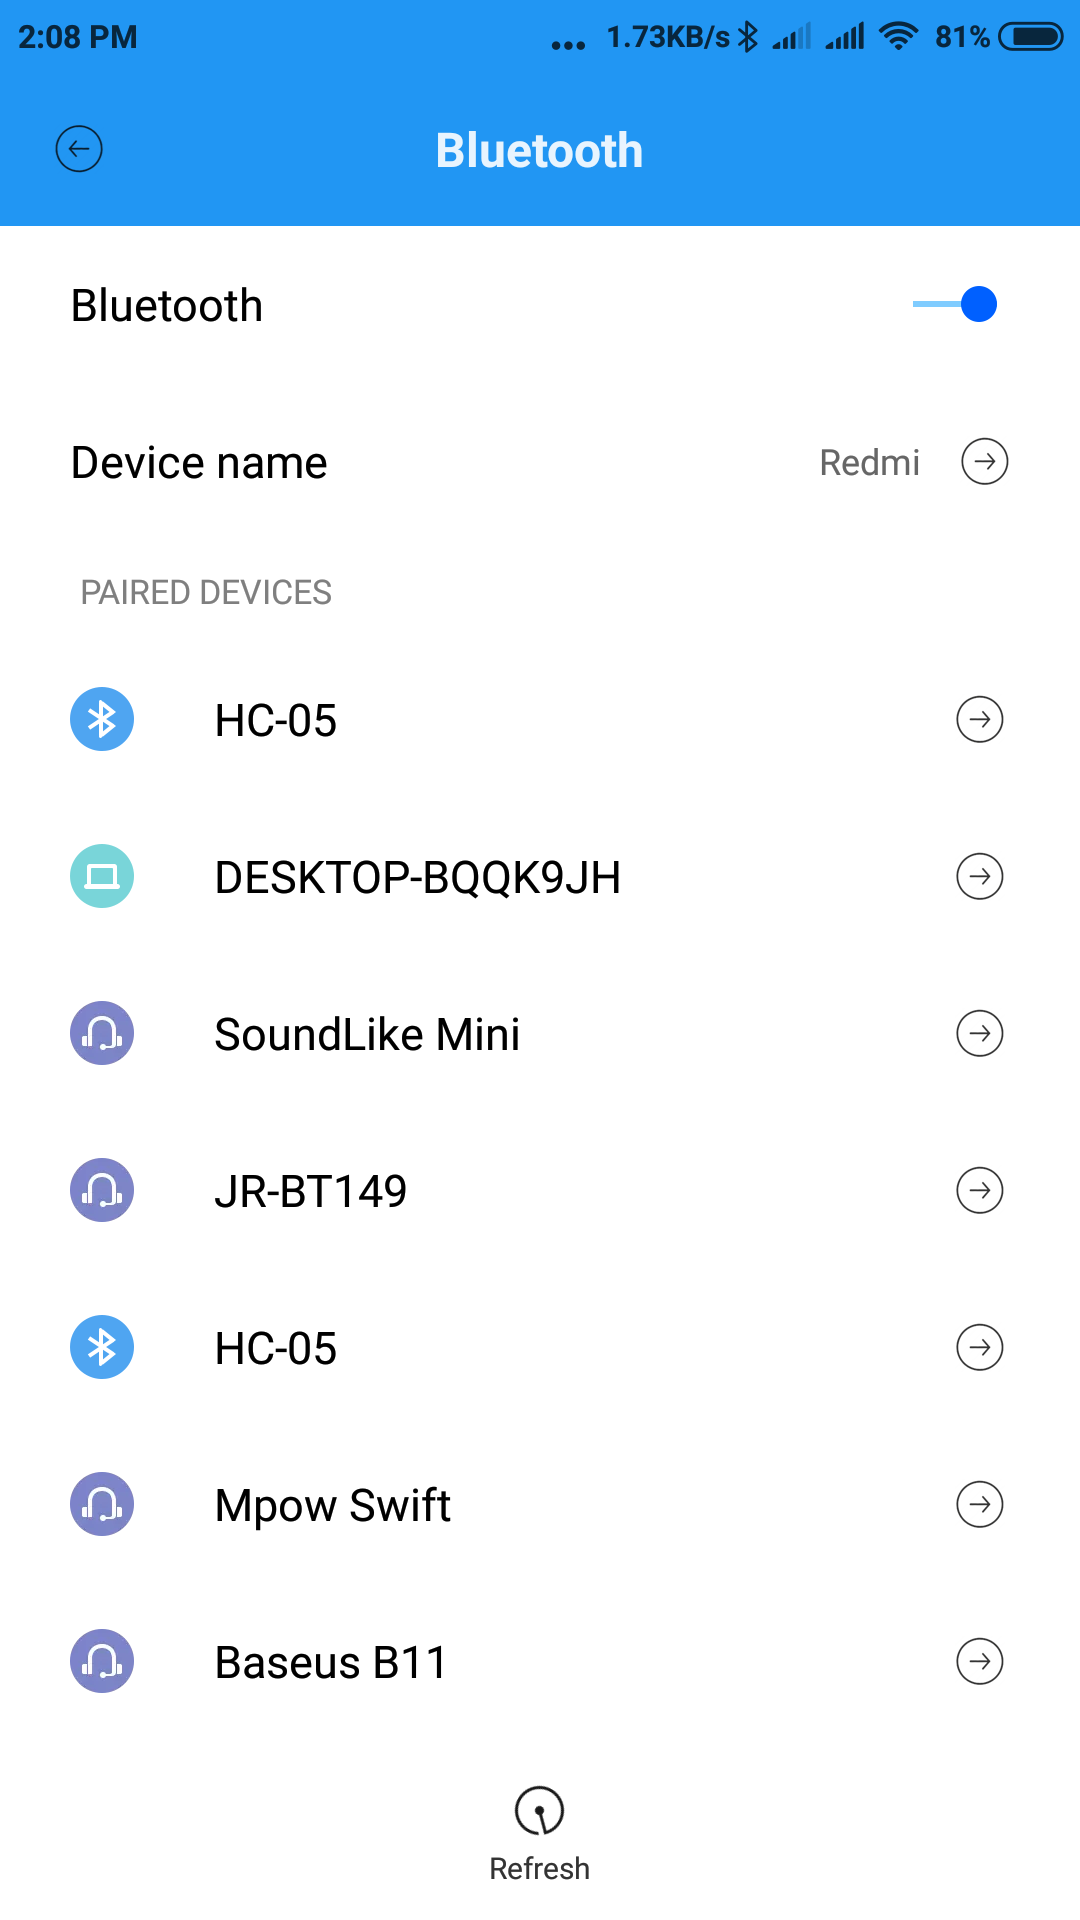 2:08 PM ... 1.73KB/s 81%
Bluetooth
Bluetooth
Device name Redmi
PAIRED DEVICES
HC-05
DESKTOP-BQQK9JH
SoundLike Mini
JR-BT149
HC-05
Mpow Swift
Baseus B11
Refresh